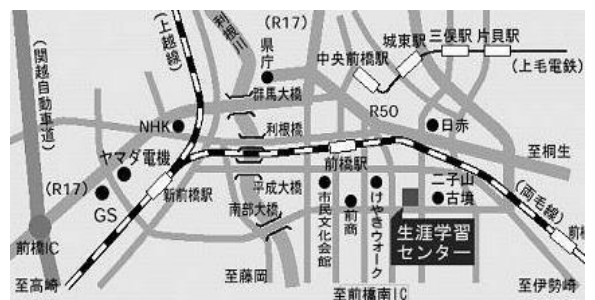 (R17)
利根川
(上越線)
県庁
城東駅
三俣駅
片貝駅
中央前橋駅
(上毛電鉄)
(関越自動車道)
群馬大橋
R50
NHK
利根橋
日赤
至桐生
ヤマダ電機
前橋駅
(R17)
新前橋駅
平成大橋
二子山
古墳
(両毛線)
GS
南部大橋
市民文化会館
前商
けやきウォーク
生涯学習
センター
前橋IC
前橋
至高崎
至藤岡
至前橋南IC
至伊勢崎